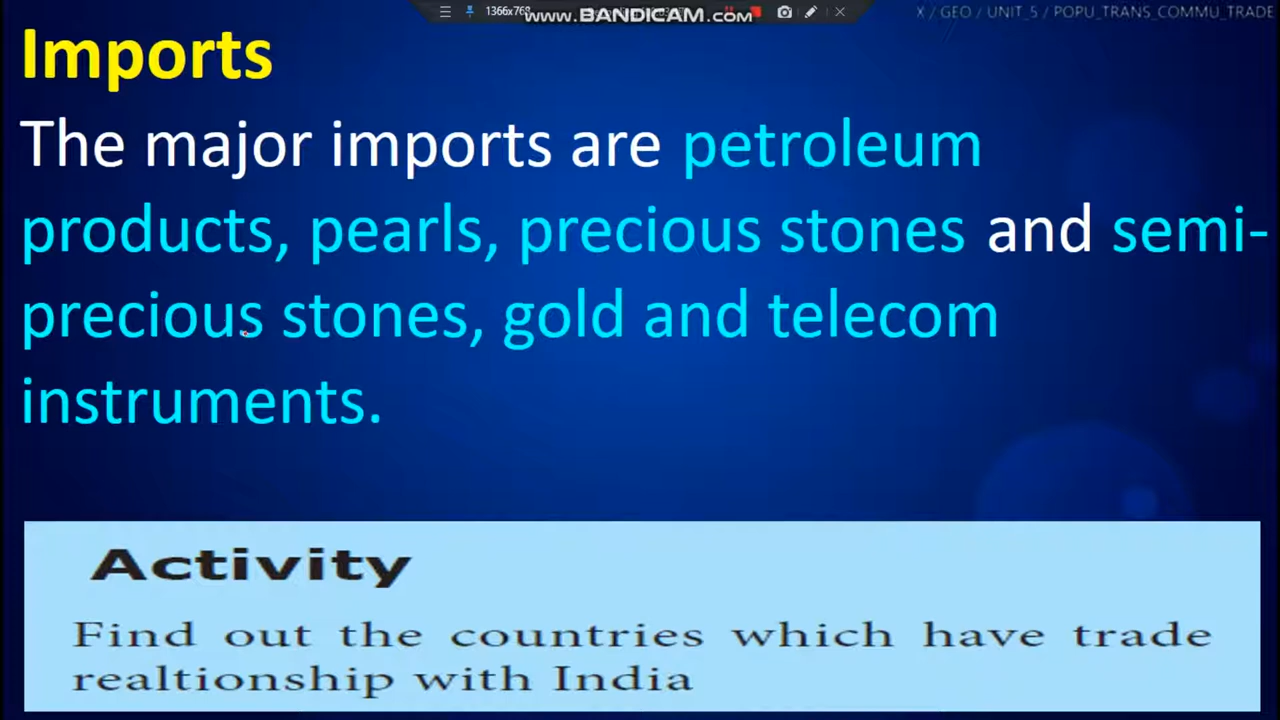 1366x768
www.BANDICAM.com
X / GEO / UNIT_5 / POPU_TRANS_COMMU_TRADE
Imports
The major imports are petroleum
products, pearls, precious stones and semi-
precious stones, gold and telecom
instruments.
Activity
Find out the countries which have trade
realtionship with India